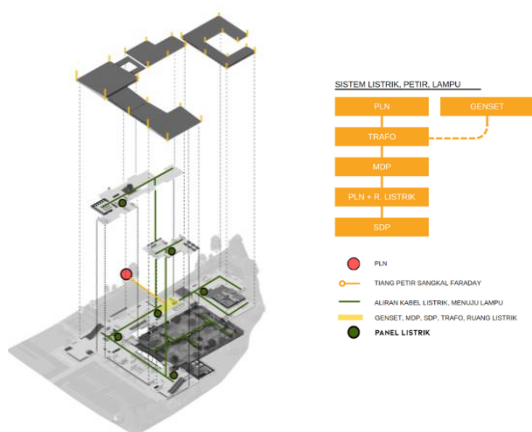 SISTEM LISTRIK, PETIR, LAMPU
PLN
GENSET
TRAFO
MDP
PLN + R. LISTRIK
SDP
PLN
TIANG PETIR SANGKAL FARADAY
ALIRAN KABEL LISTRIK, MENUJU LAMPU
GENSET, MDP, SDP, TRAFO, RUANG LISTRIK
PANEL LISTRIK